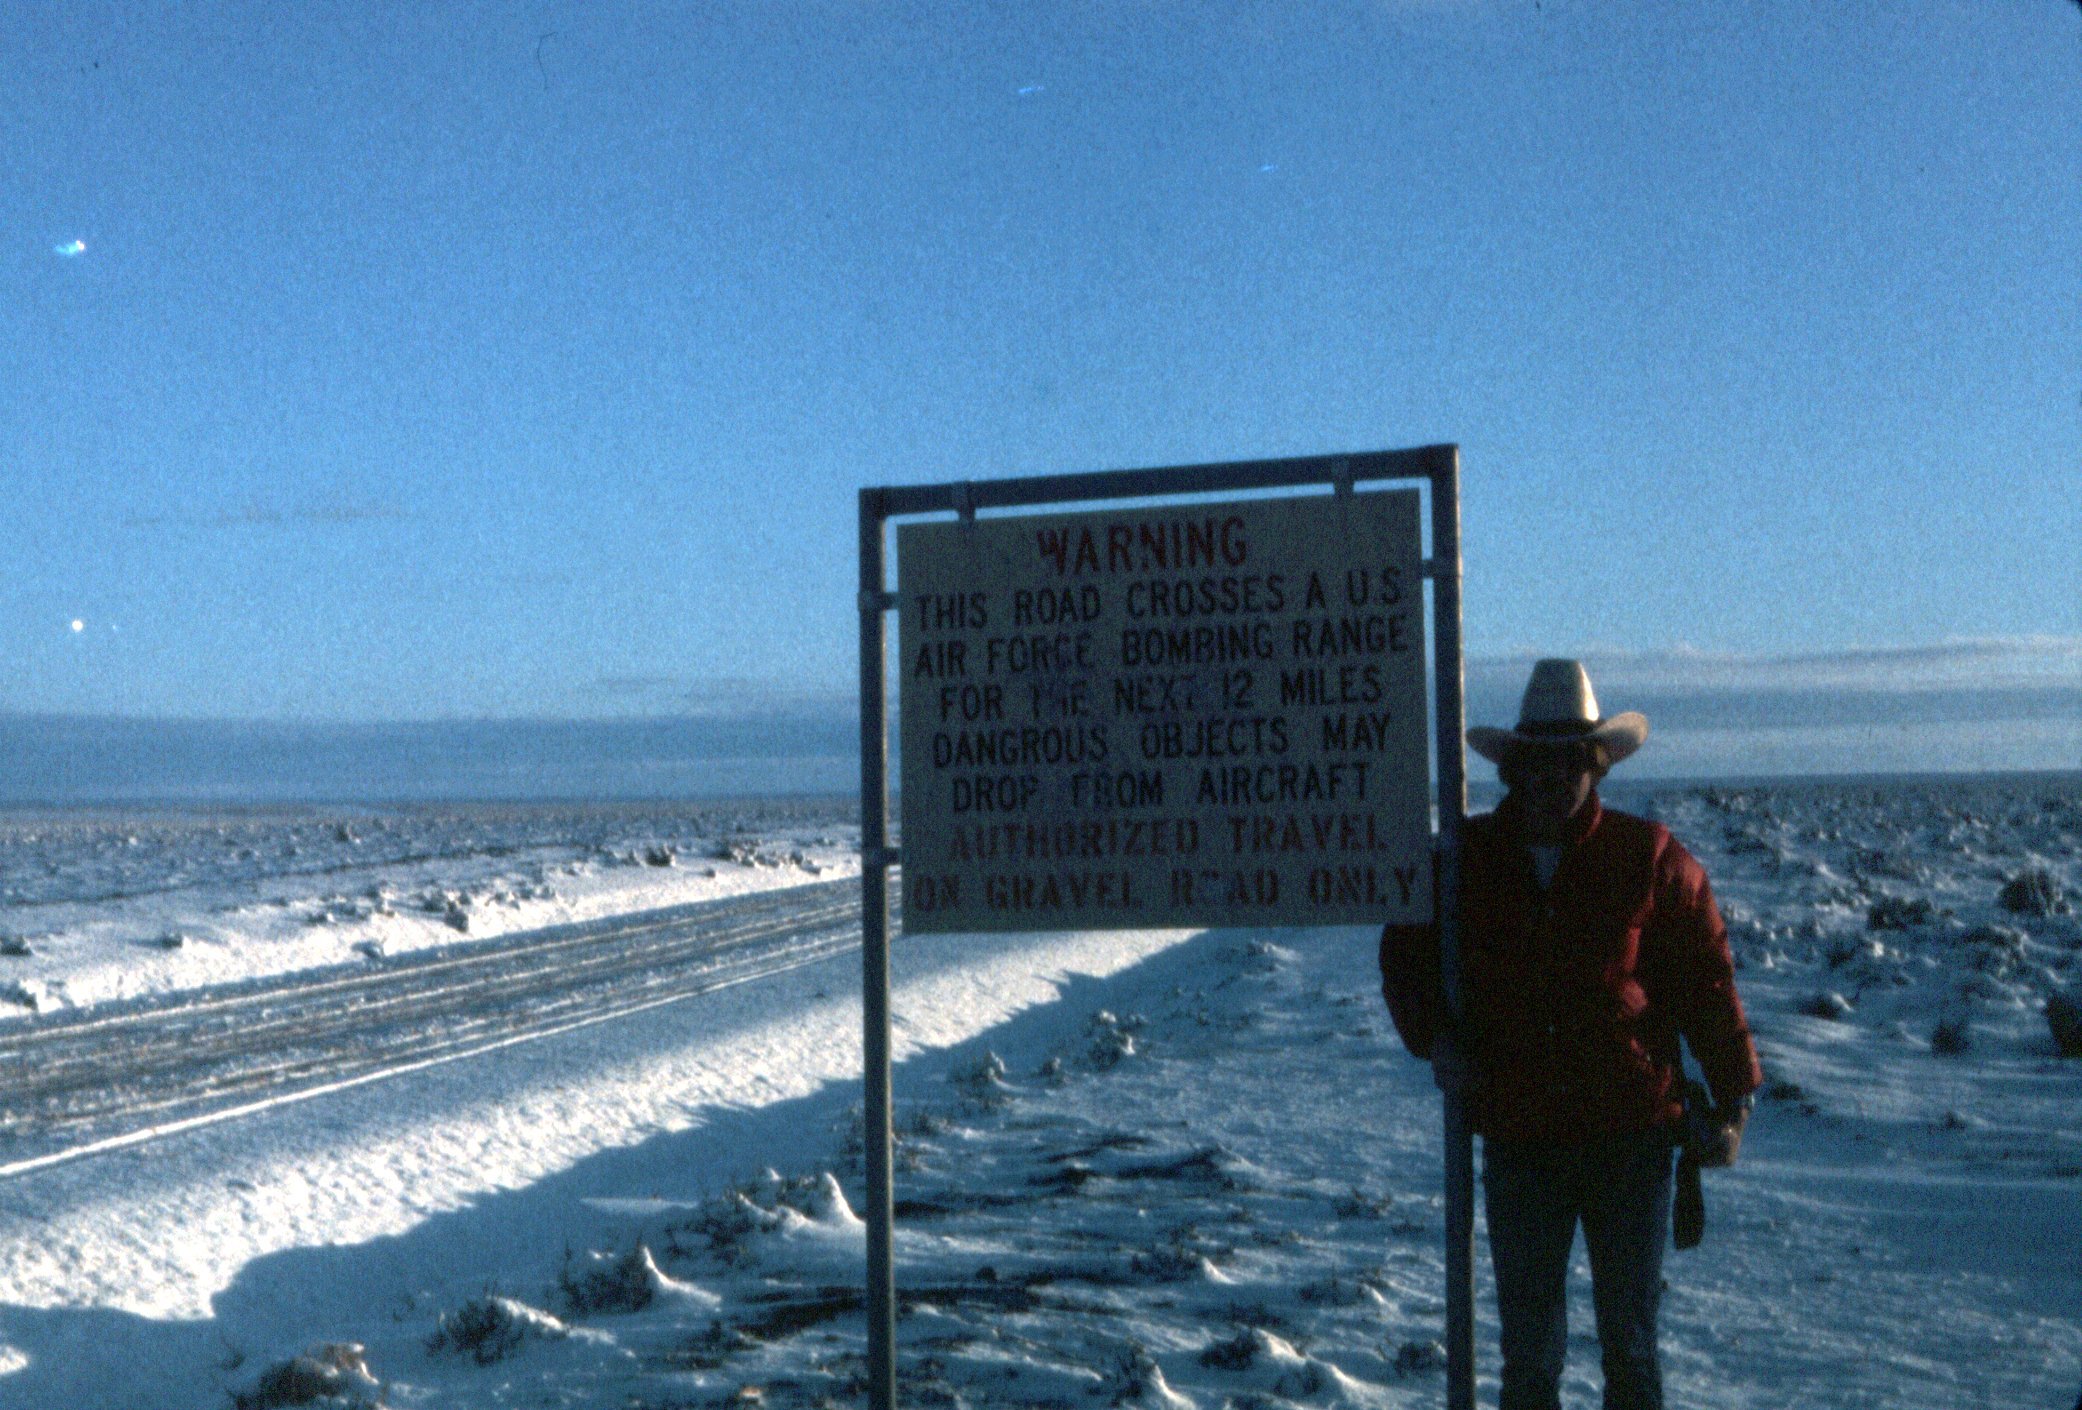 WARNING
THIS ROAD CROSSES A U.S
AIR FORCE BOMBING RANGE
FOR THE NEXT 12 MILES
DANGROUS OBJECTS MAY
DROP FROM AIRCRAFT
AUTHORIZED TRAVEL
ON GRAVEL ROAD ONLY